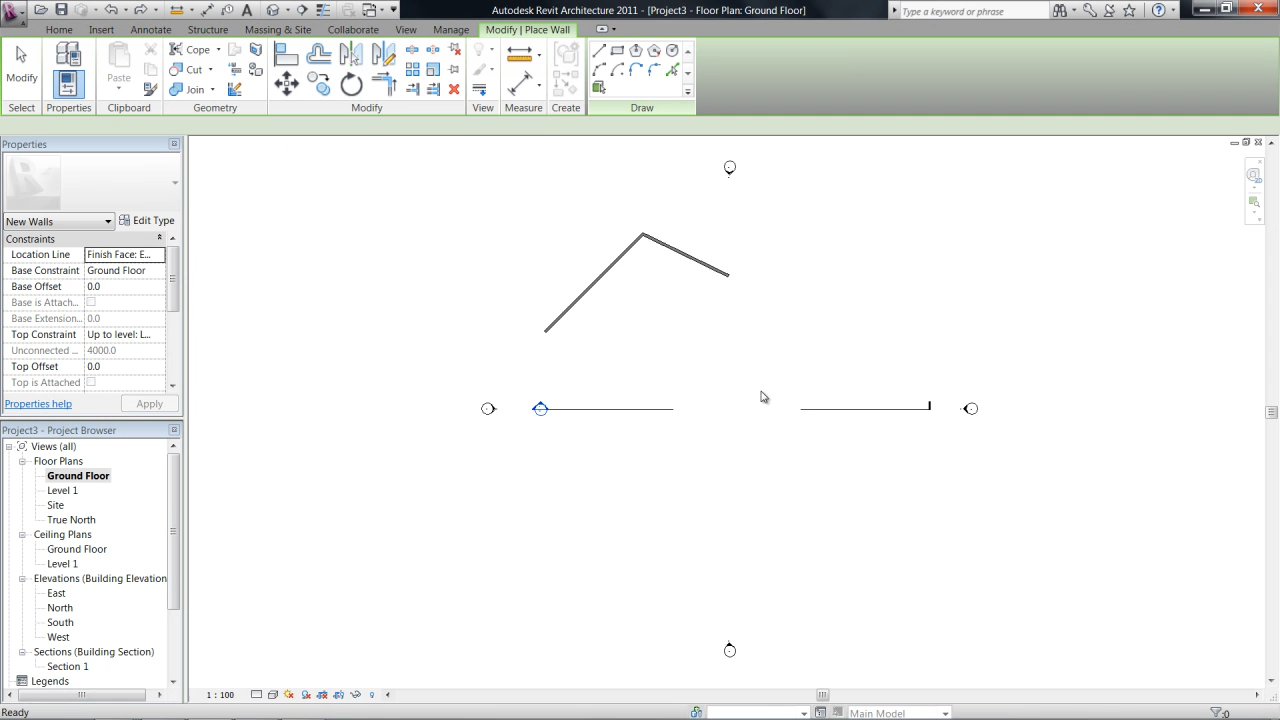 Autodesk Revit Architecture 2011 - [Project3 - Floor Plan: Ground Floor]
Type a keyword or phrase
Home Insert Annotate Structure Massing & Site Collaborate View Manage Modify | Place Wall
Modify
Properties
Paste
Cope
Cut
Join
Select Properties Clipboard Geometry Modify View Measure Create Draw
Properties
New Walls Edit Type
Constraints
Location Line Finish Face: E...
Base Constraint Ground Floor
Base Offset 0.0
Base is Attach...
Base Extension... 0.0
Top Constraint Up to level: L...
Unconnected ... 4000.0
Top Offset 0.0
Top is Attached
Properties help Apply
Project3 - Project Browser
Views (all)
Floor Plans
Ground Floor
Level 1
Site
True North
Ceiling Plans
Ground Floor
Level 1
Elevations (Building Elevation
East
North
South
West
Sections (Building Section)
Section 1
Legends
1 : 100
Ready
Main Model
:0